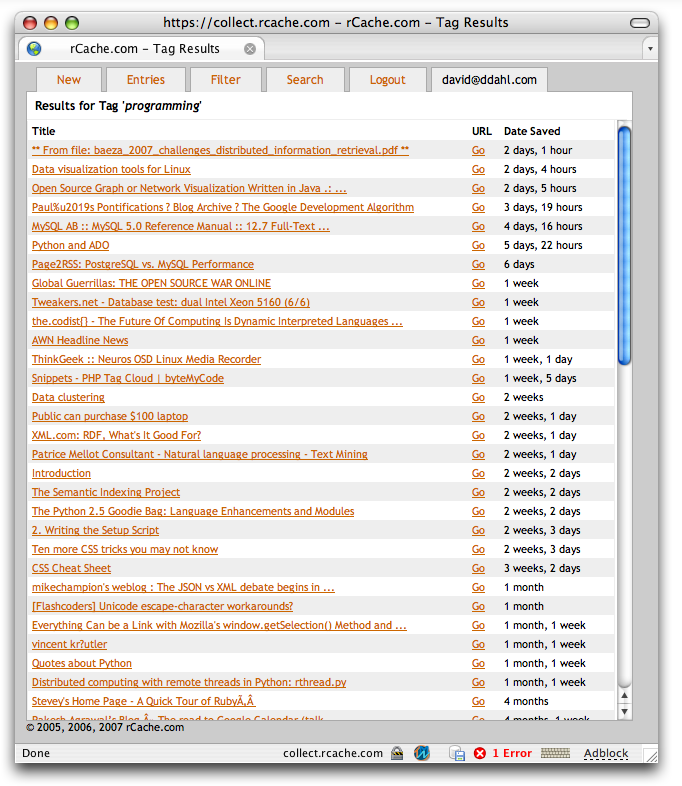 https://collect.rcache.com - rCache.com - Tag Results
rCache.com - Tag Results
New Entries Filter Search Logout david@ddahl.com
Results for Tag 'programming'
Title URL Date Saved
** From file: baeza_2007_challenges_distributed_information_retrieval.pdf ** Go 2 days, 1 hour
Data visualization tools for Linux Go 2 days, 4 hours
Open Source Graph or Network Visualization Written in Java .: ... Go 2 days, 5 hours
Paul%u2019s Pontifications ? Blog Archive ? The Google Development Algorithm Go 3 days, 19 hours
MySQL AB :: MySQL 5.0 Reference Manual :: 12.7 Full-Text ... Go 4 days, 16 hours
Python and ADO Go 5 days, 22 hours
Page2RSS: PostgreSQL vs. MySQL Performance Go 6 days
Global Guerrillas: THE OPEN SOURCE WAR ONLINE Go 1 week
Tweakers.net - Database test: dual Intel Xeon 5160 (6/6) Go 1 week
the.codist{} - The Future Of Computing Is Dynamic Interpreted Languages ... Go 1 week
AWN Headline News Go 1 week
ThinkGeek :: Neuros OSD Linux Media Recorder Go 1 week, 1 day
Snippets - PHP Tag Cloud | byteMyCode Go 1 week, 5 days
Data clustering Go 2 weeks
Public can purchase $100 laptop Go 2 weeks, 1 day
XML.com: RDF, What's It Good For? Go 2 weeks, 1 day
Patrice Mellot Consultant - Natural language processing - Text Mining Go 2 weeks, 1 day
Introduction Go 2 weeks, 2 days
The Semantic Indexing Project Go 2 weeks, 2 days
The Python 2.5 Goodie Bag: Language Enhancements and Modules Go 2 weeks, 2 days
2. Writing the Setup Script Go 2 weeks, 3 days
Ten more CSS tricks you may not know Go 2 weeks, 3 days
CSS Cheat Sheet Go 3 weeks, 2 days
mikechampion's weblog : The JSON vs XML debate begins in ... Go 1 month
[Flashcoders] Unicode escape-character workarounds? Go 1 month
Everything Can be a Link with Mozilla's window.getSelection() Method and ... Go 1 month, 1 week
vincent kr?utler Go 1 month, 1 week
Quotes about Python Go 1 month, 1 week
Distributed computing with remote threads in Python: rthread.py Go 1 month, 1 week
Stevey's Home Page - A Quick Tour of RubyÃ,Â Go 4 months
Rakesh Agrawal's Blog Â The road to Google Calendar (talk Go 4 months, 1 week
© 2005, 2006, 2007 rCache.com
Done collect.rcache.com 1 Error Adblock